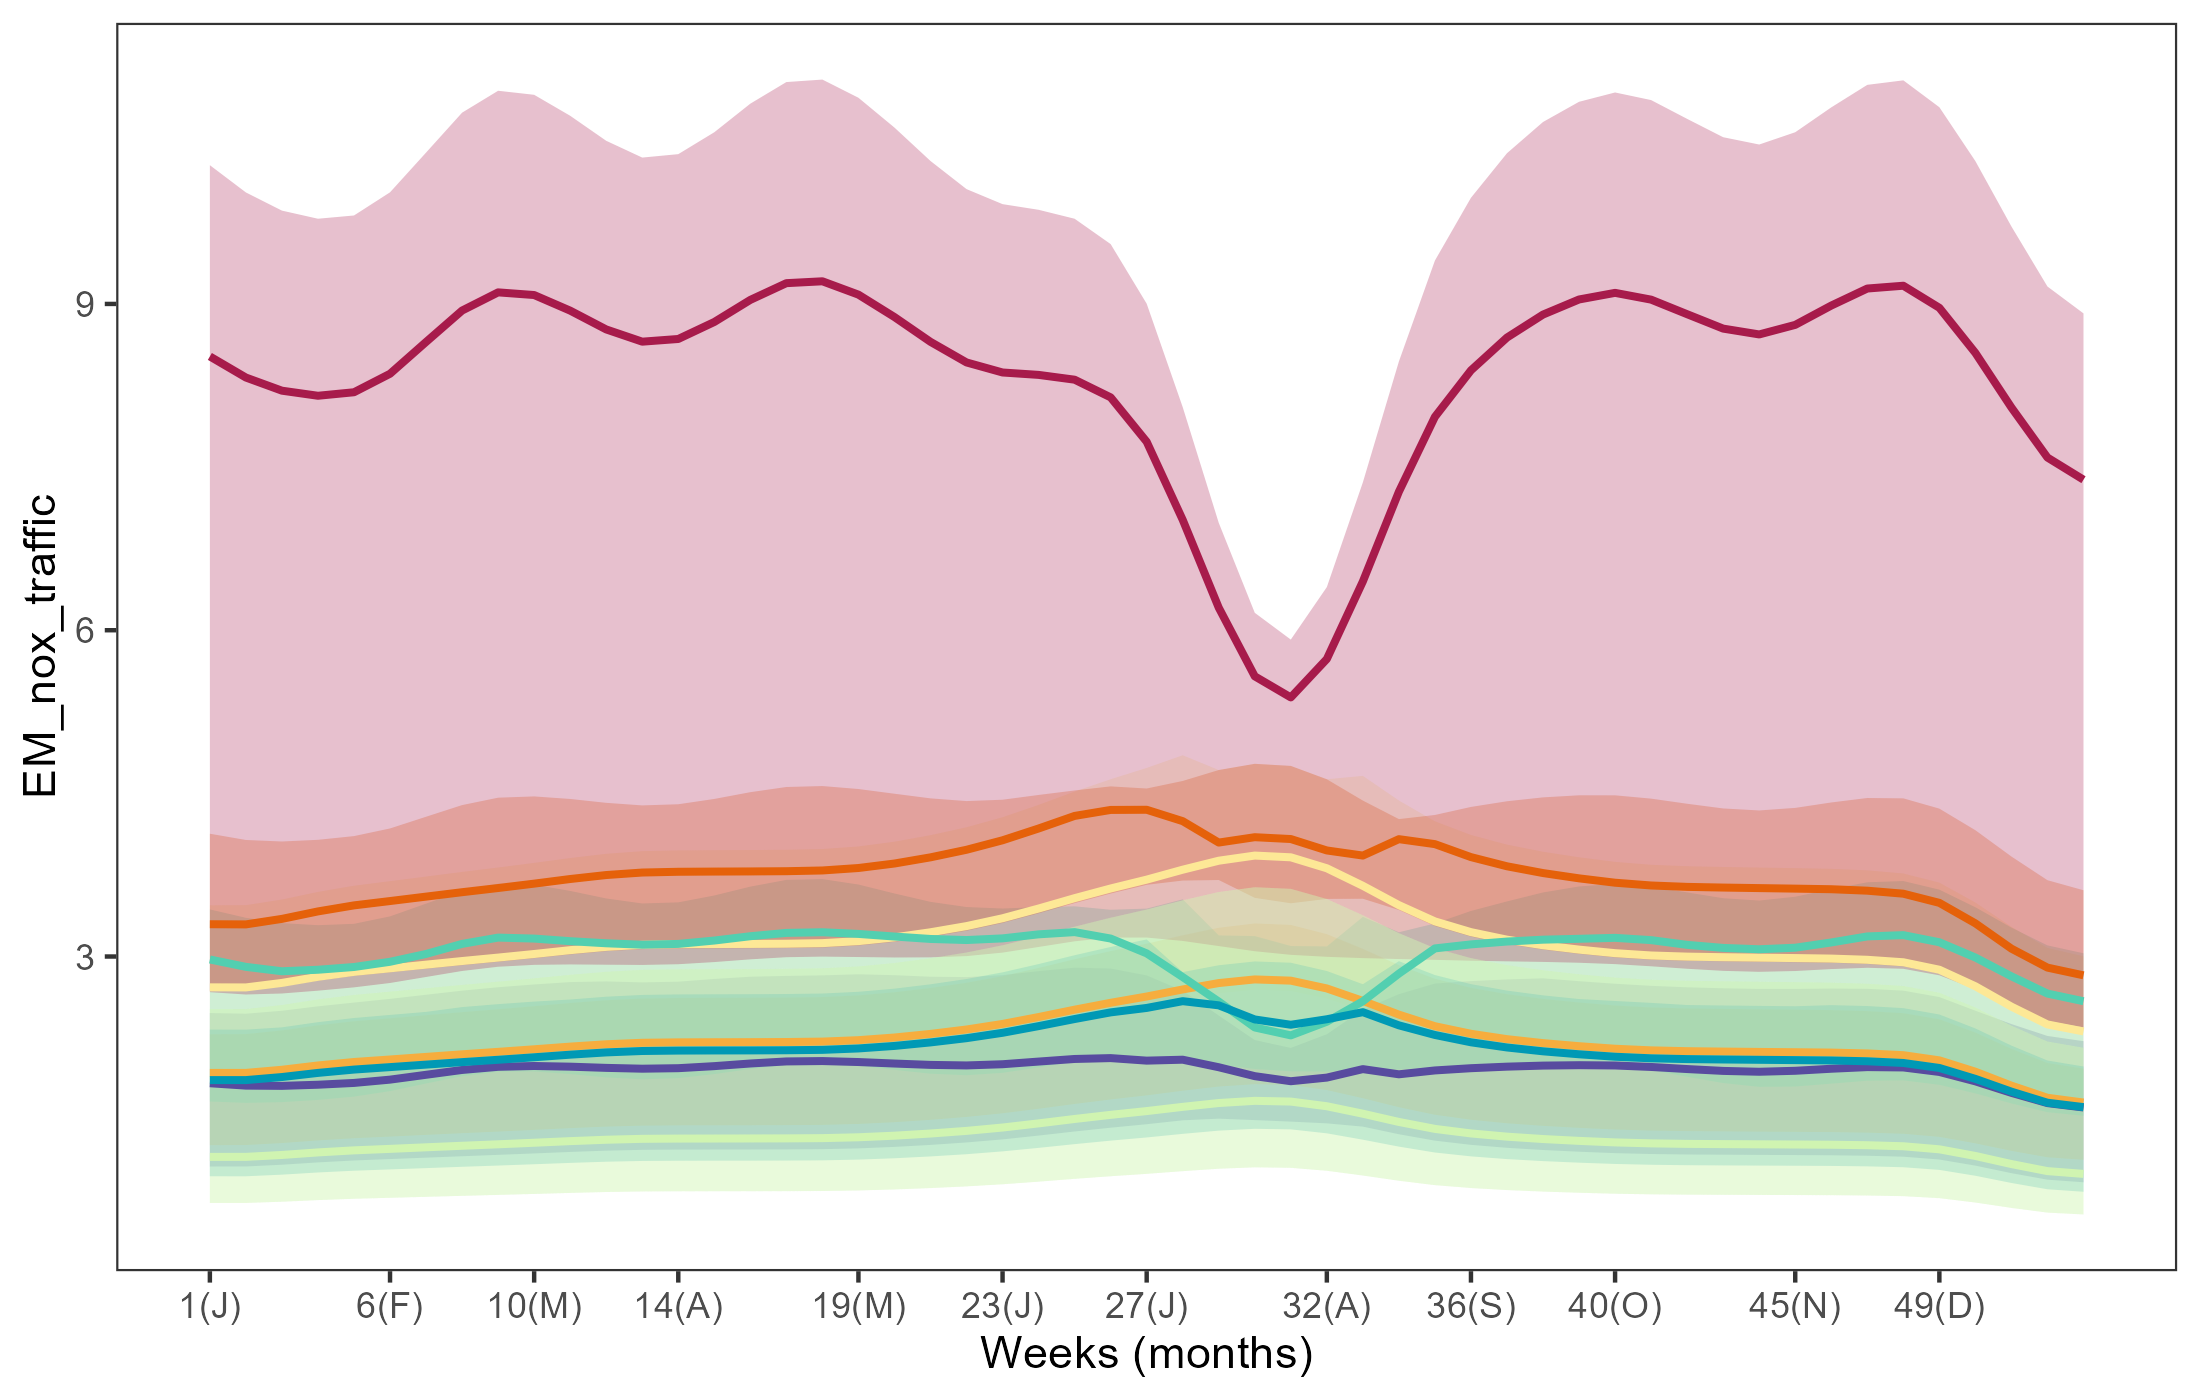 EM_nox_traffic
9
6
3
1(J) 6(F) 10(M) 14(A) 19(M) 23(J) 27(J) 32(A) 36(S) 40(O) 45(N) 49(D)
Weeks (months)